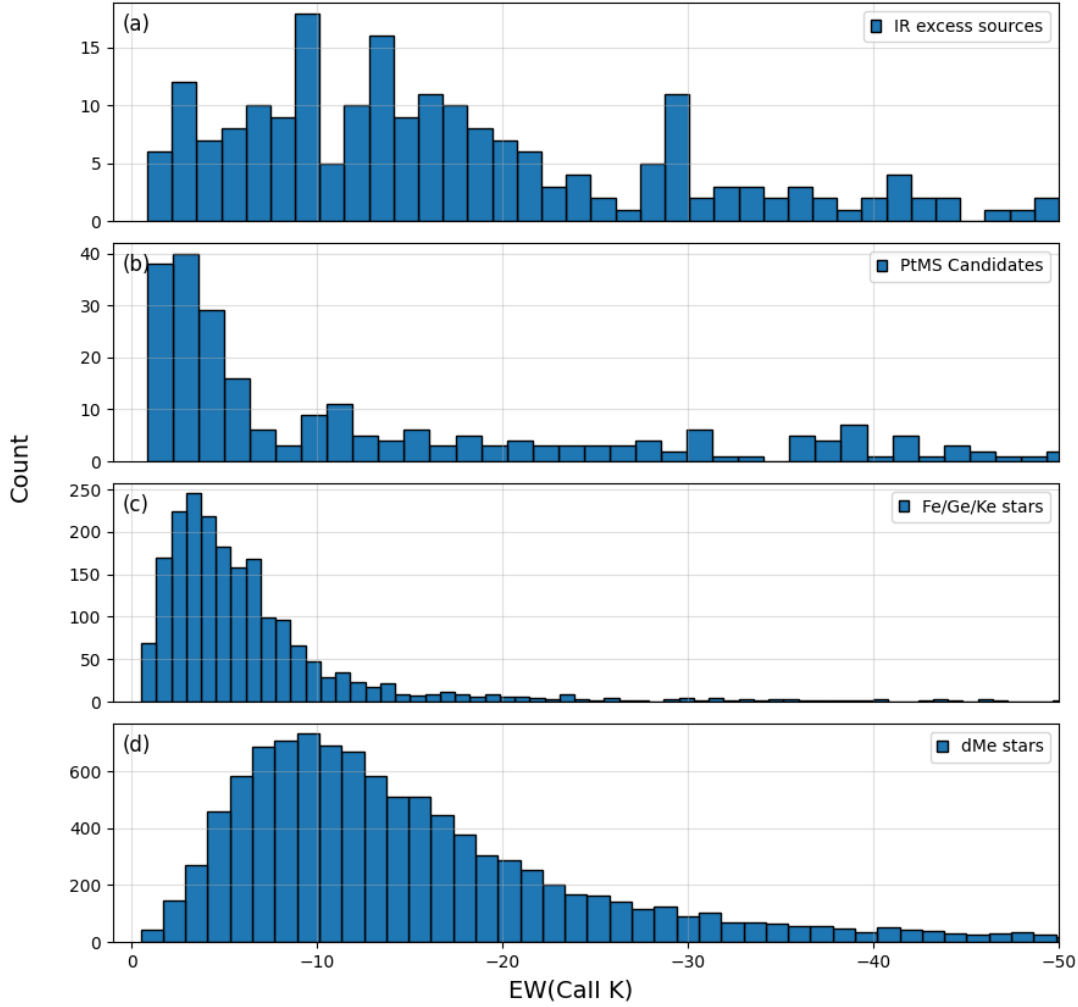 (a)
IR excess sources
15
10
5
0
(b)
PtMS Candidates
40
30
20
10
0
Count
(c)
Fe/Ge/Ke stars
250
200
150
100
50
0
(d)
dMe stars
600
400
200
0
0 −10 −20 −30 −40 −50
EW(CaII K)